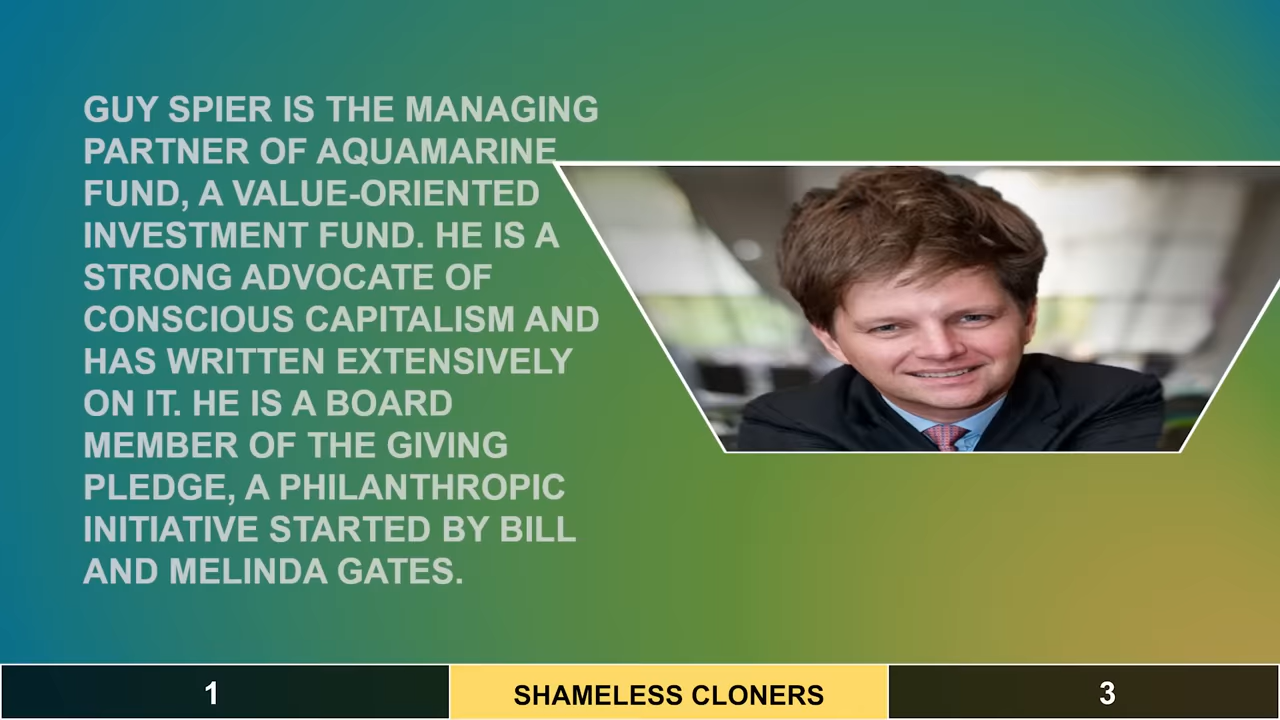 GUY SPIER IS THE MANAGING
PARTNER OF AQUAMARINE
FUND, A VALUE-ORIENTED
INVESTMENT FUND. HE IS A
STRONG ADVOCATE OF
CONSCIOUS CAPITALISM AND
HAS WRITTEN EXTENSIVELY
ON IT. HE IS A BOARD
MEMBER OF THE GIVING
PLEDGE, A PHILANTHROPIC
INITIATIVE STARTED BY BILL
AND MELINDA GATES.
1
SHAMELESS CLONERS
3